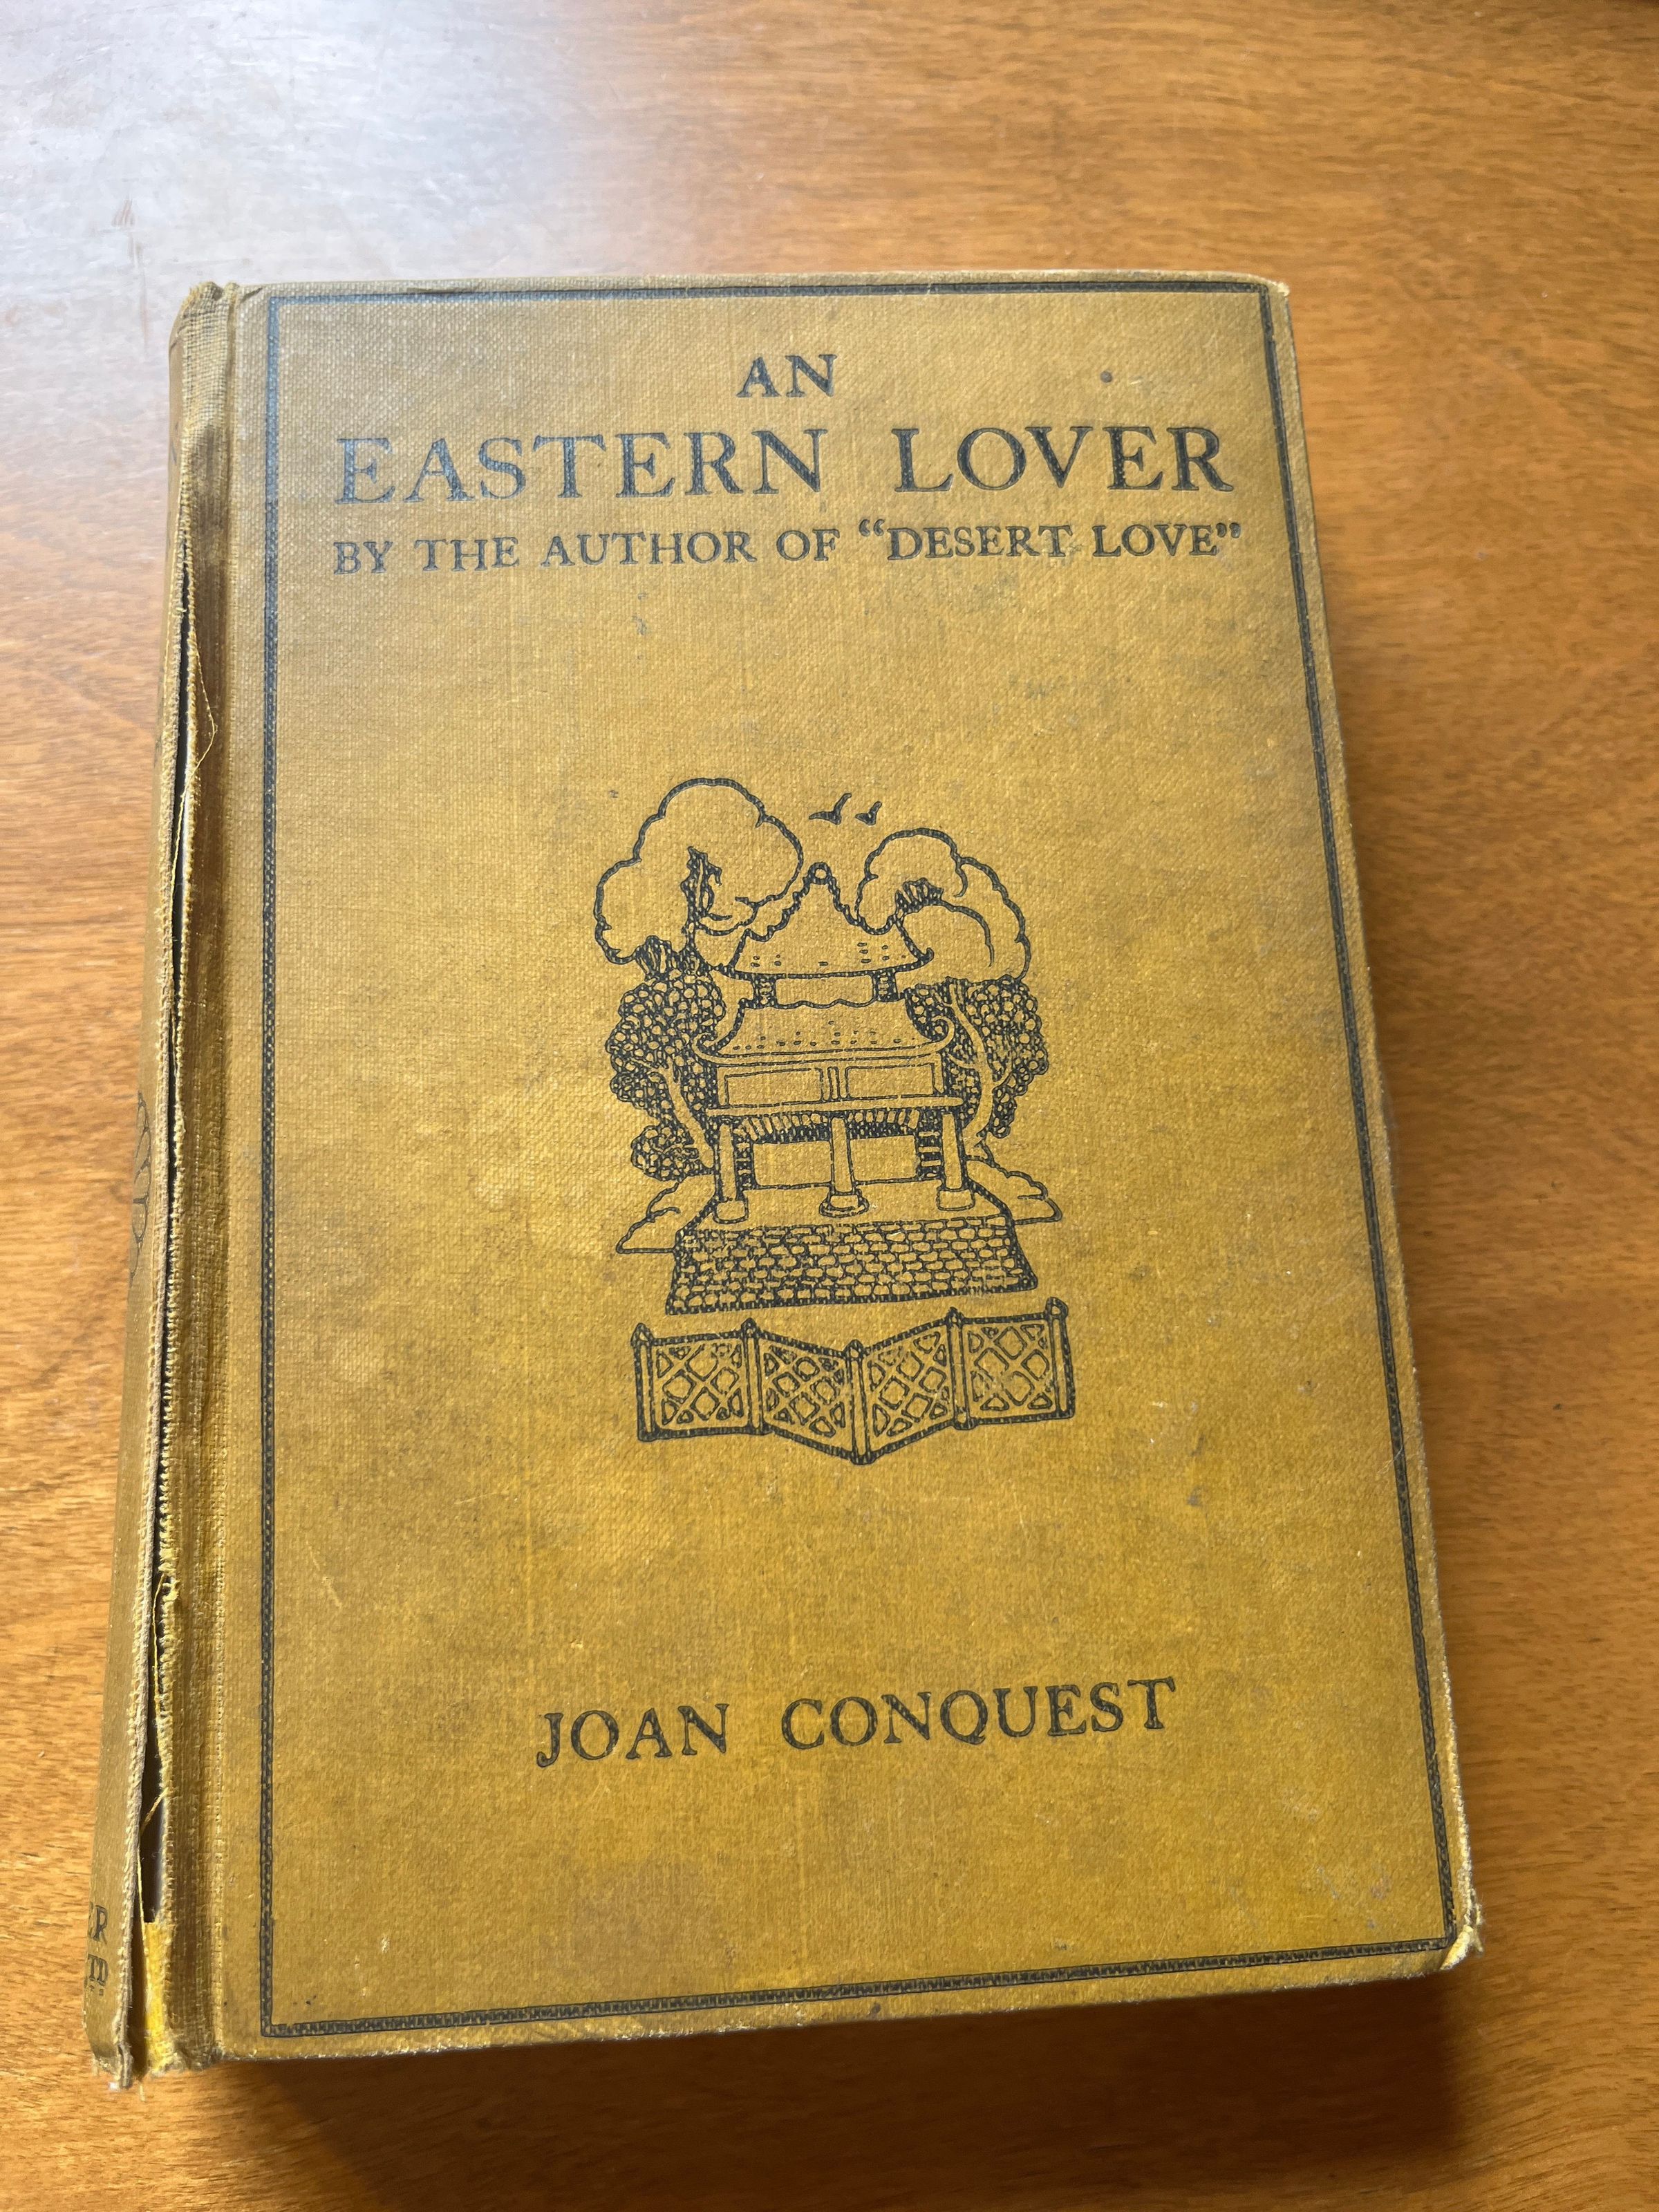 AN
EASTERN LOVER
BY THE AUTHOR OF “DESERT LOVE”
JOAN CONQUEST